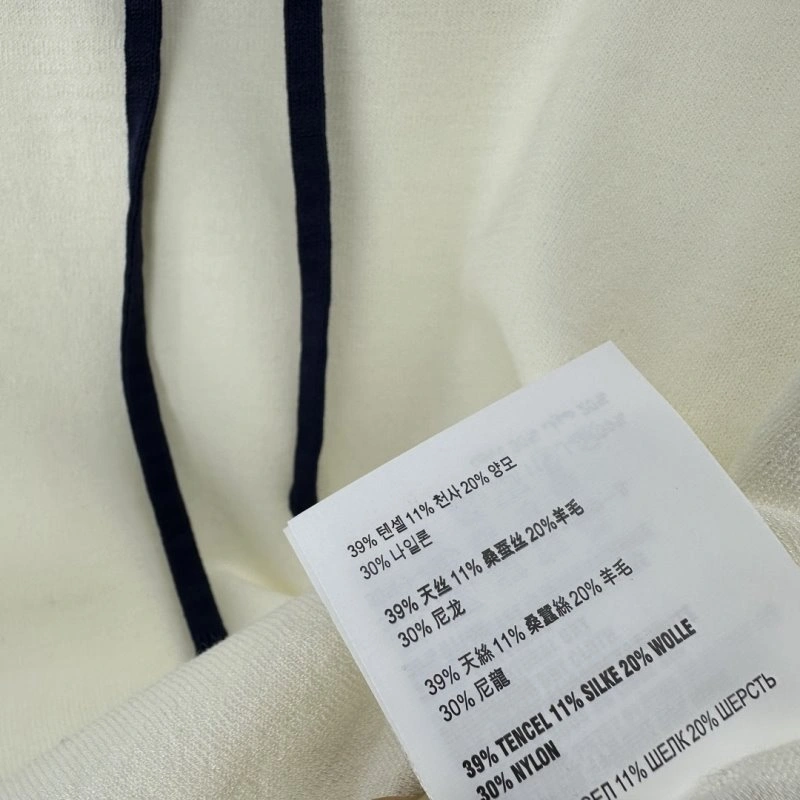 39% 텐셀 11% 천사 20% 양모
30% 나일론
39% 天丝 11% 桑蚕丝 20%羊毛
30% 尼龙
39% 天絲 11% 桑蠶絲 20% 羊毛
30% 尼龍
39% TENCEL 11% SILKE 20% WOLLE
30% NYLON
11% ШЕЛК 20% ШЕРСТЬ